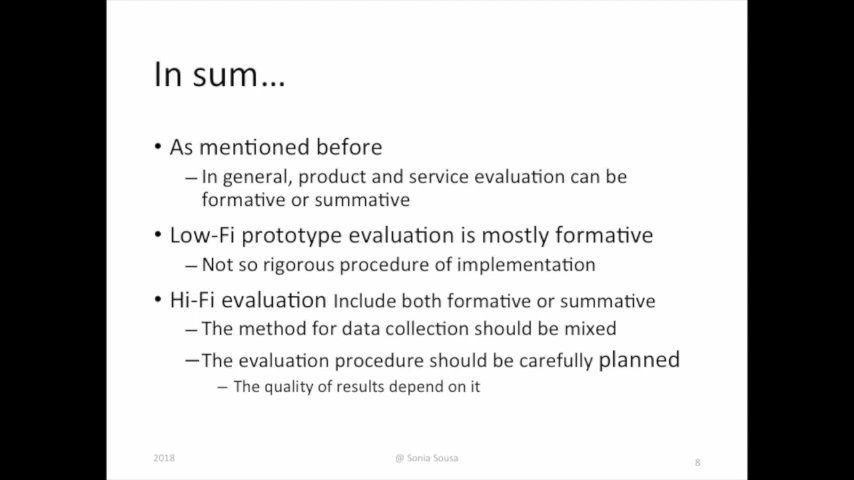 In sum...
• As mentioned before
– In general, product and service evaluation can be
formative or summative
• Low-Fi prototype evaluation is mostly formative
– Not so rigorous procedure of implementation
• Hi-Fi evaluation Include both formative or summative
– The method for data collection should be mixed
–The evaluation procedure should be carefully planned
– The quality of results depend on it
2018 @ Sonia Sousa 8